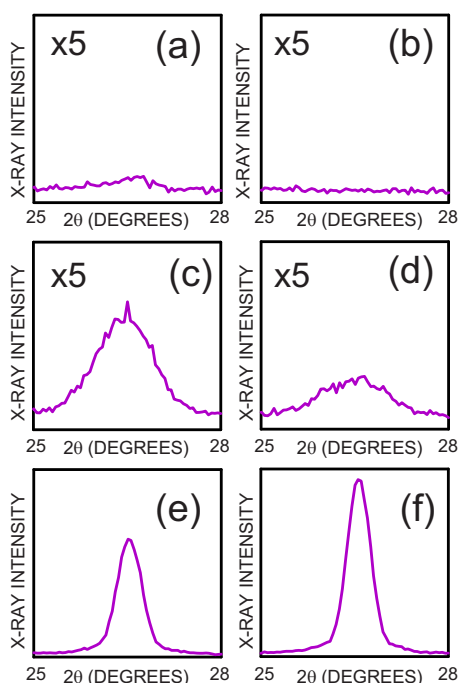 x5 (a)
X-RAY INTENSITY
25 2θ (DEGREES) 28
x5 (b)
X-RAY INTENSITY
25 2θ (DEGREES) 28
x5 (c)
X-RAY INTENSITY
25 2θ (DEGREES) 28
x5 (d)
X-RAY INTENSITY
25 2θ (DEGREES) 28
(e)
X-RAY INTENSITY
25 2θ (DEGREES) 28
(f)
X-RAY INTENSITY
25 2θ (DEGREES) 28